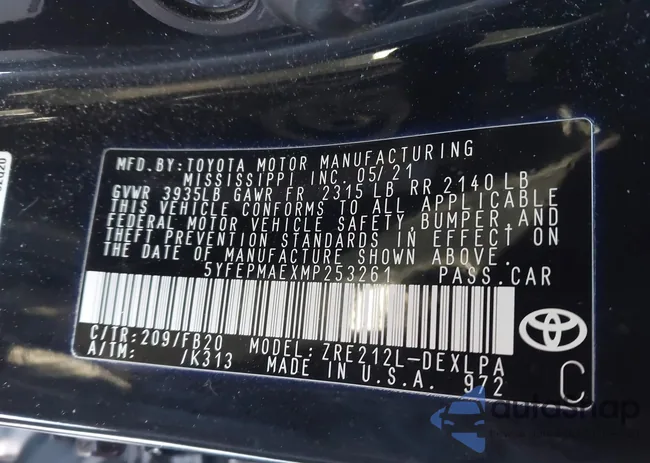 MFD.BY:TOYOTA MOTOR MANUFACTURING
MISSISSIPPI INC. 05/21
GVWR 3935LB GAWR FR 2315LB RR 2140LB
THIS VEHICLE CONFORMS TO ALL APPLICABLE
FEDERAL MOTOR VEHICLE SAFETY,BUMPER,AND
THEFT PREVENTION STANDARDS IN EFFECT ON
THE DATE OF MANUFACTURE SHOWN ABOVE.
5YFEPMAEXMP253261 PASS.CAR
C/TR:209/FB20 MODEL: ZRE212L-DEXLPA
A/TM: /K313 MADE IN U.S.A. 972
C
autoshop